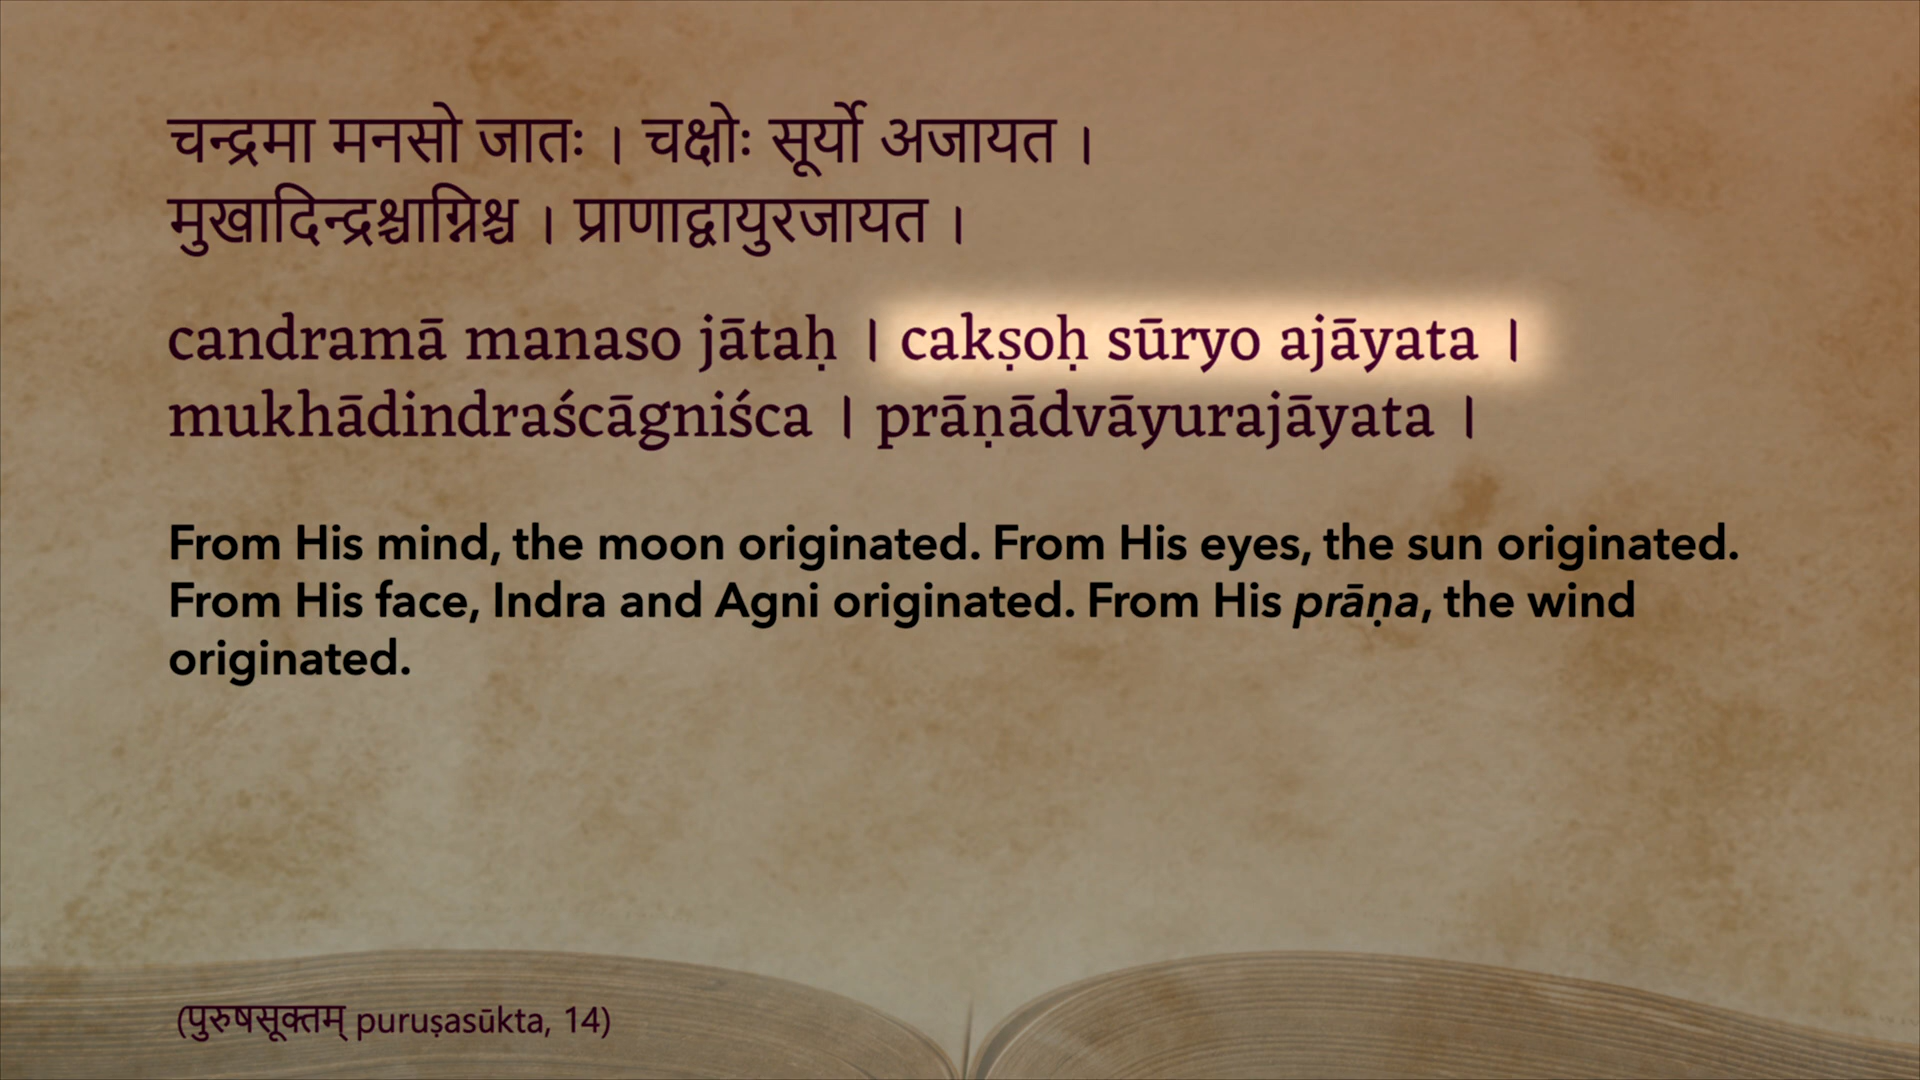 चन्द्रमा मनसो जातः । चक्षोः सूर्यो अजायत ।
मुखादिन्द्रश्चाग्निश्च । प्राणाद्वायुरजायत ।
candramā manaso jātaḥ । cakṣoḥ sūryo ajāyata ।
mukhādindraścāgniśca । prāṇādvāyurajāyata ।
From His mind, the moon originated. From His eyes, the sun originated.
From His face, Indra and Agni originated. From His prāṇa, the wind
originated.
(पुरुषसूक्तम् puruṣasūkta, 14)